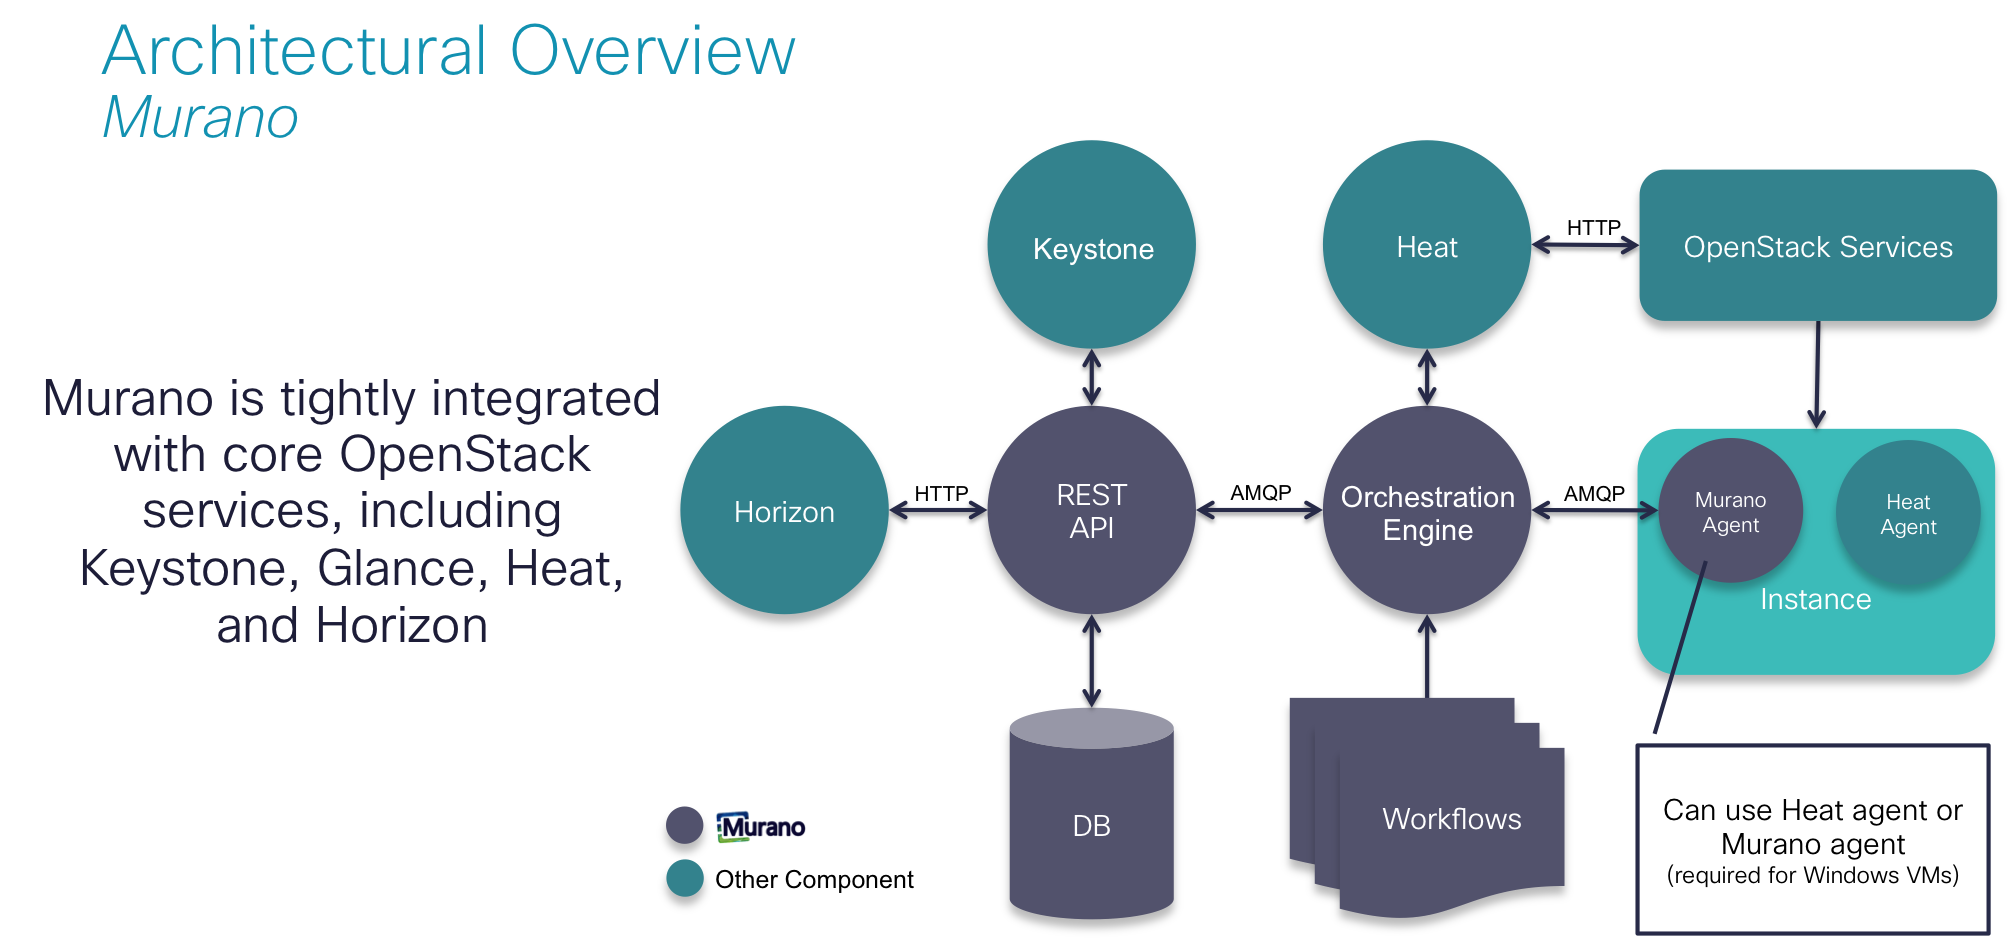 Architectural Overview
Murano
Murano is tightly integrated
with core OpenStack
services, including
Keystone, Glance, Heat,
and Horizon
Keystone
Heat
HTTP
OpenStack Services
Horizon
HTTP
REST
API
AMQP
Orchestration
Engine
AMQP
Murano
Agent
Heat
Agent
Instance
DB
Workflows
Can use Heat agent or
Murano agent
(required for Windows VMs)
Murano
Other Component